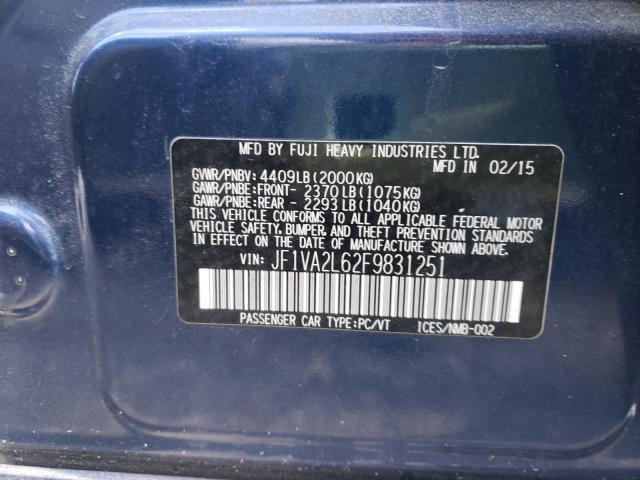 MFD BY FUJI HEAVY INDUSTRIES LTD.
MFD IN 02/15
GVWR/PNBV: 4409LB(2000KG)
GAWR/PNBE:FRONT- 2370LB(1075KG)
GAWR/PNBE:REAR - 2293LB(1040KG)
THIS VEHICLE CONFORMS TO ALL APPLICABLE FEDERAL MOTOR
VEHICLE SAFETY, BUMPER, AND THEFT PREVENTION STANDARDS
IN EFFECT ON THE DATE OF MANUFACTURE SHOWN ABOVE.
VIN: JF1VA2L62F9831251
PASSENGER CAR TYPE:PC/VT ICES/NMB-002